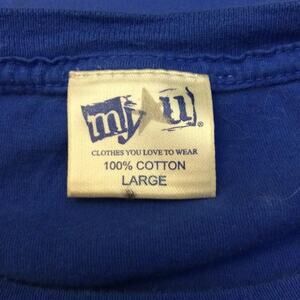 my u®
CLOTHES YOU LOVE TO WEAR
100% COTTON
LARGE